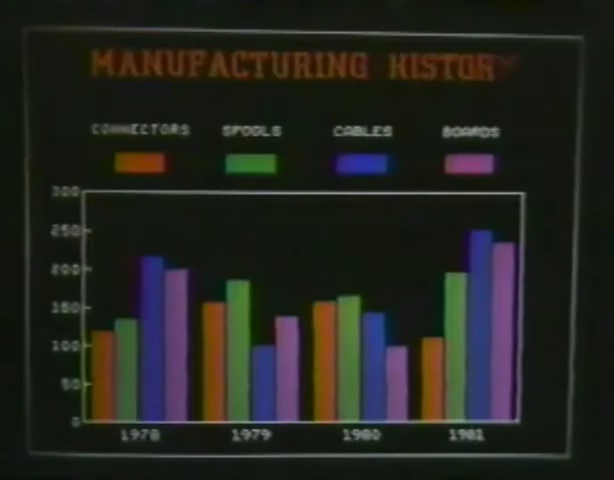 MANUFACTURING HISTOR
CONNECTORS SPOOLS CABLES BOARDS
300
250
200
150
100
50
0
1978 1979 1980 1981